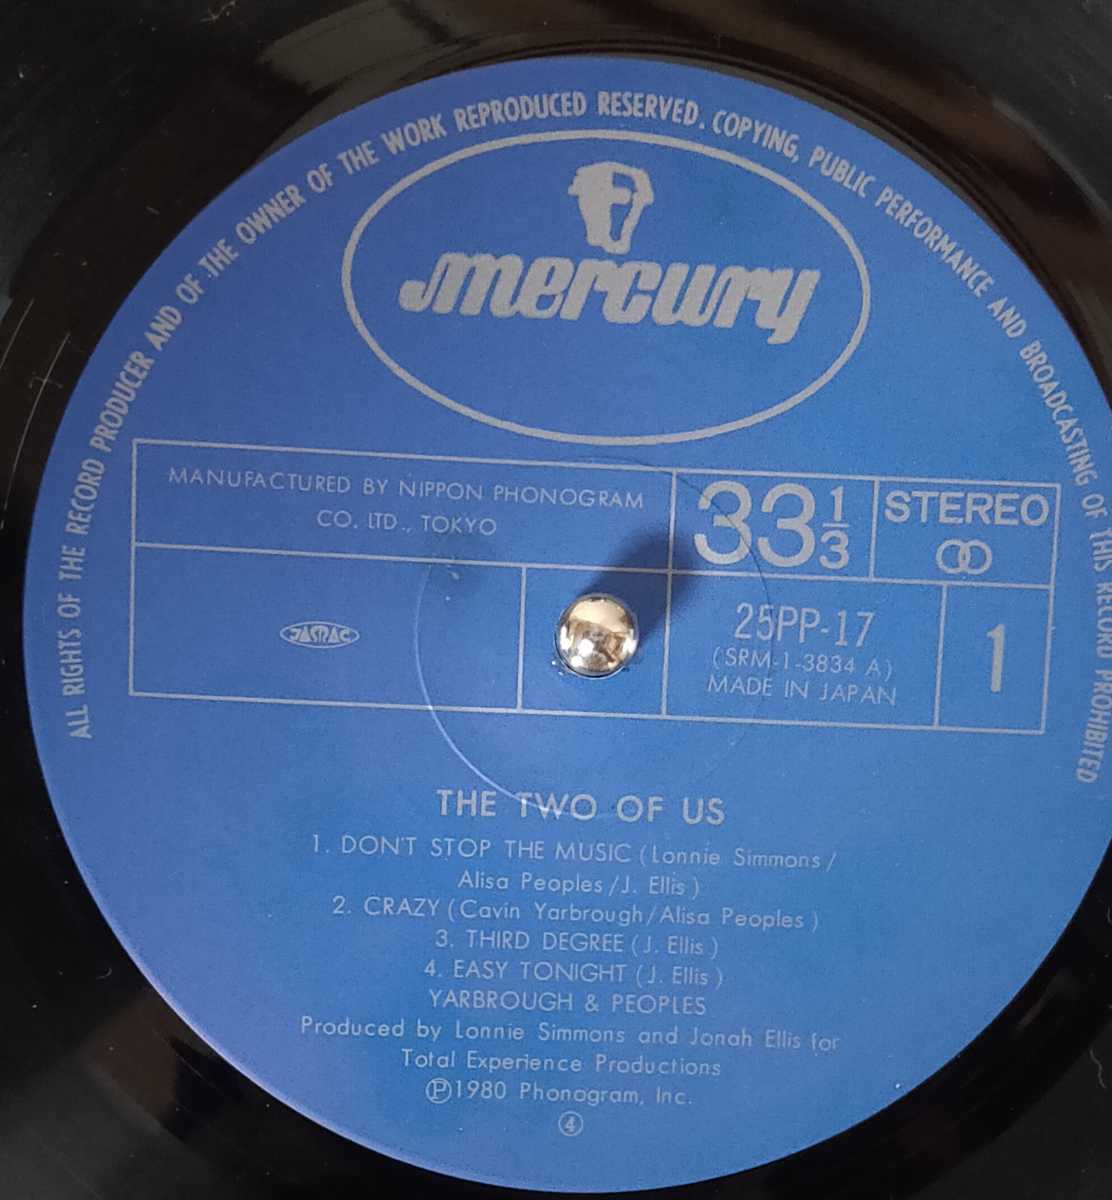 ALL RIGHTS OF THE RECORD PRODUCER AND OF THE OWNER OF THE WORK REPRODUCED RESERVED. COPYING, PUBLIC PERFORMANCE AND BROADCASTING OF THIS RECORD PROHIBITED
mercury
MANUFACTURED BY NIPPON PHONOGRAM
CO. LTD., TOKYO
33 1/3
STEREO
JASRAC
25PP-17
(SRM-1-3834 A)
MADE IN JAPAN
1
THE TWO OF US
1. DON'T STOP THE MUSIC (Lonnie Simmons/
Alisa Peoples/J. Ellis)
2. CRAZY (Cavin Yarbrough/Alisa Peoples)
3. THIRD DEGREE (J. Ellis)
4. EASY TONIGHT (J. Ellis)
YARBROUGH & PEOPLES
Produced by Lonnie Simmons and Jonah Ellis for
Total Experience Productions
Ⓟ1980 Phonogram, Inc.
④